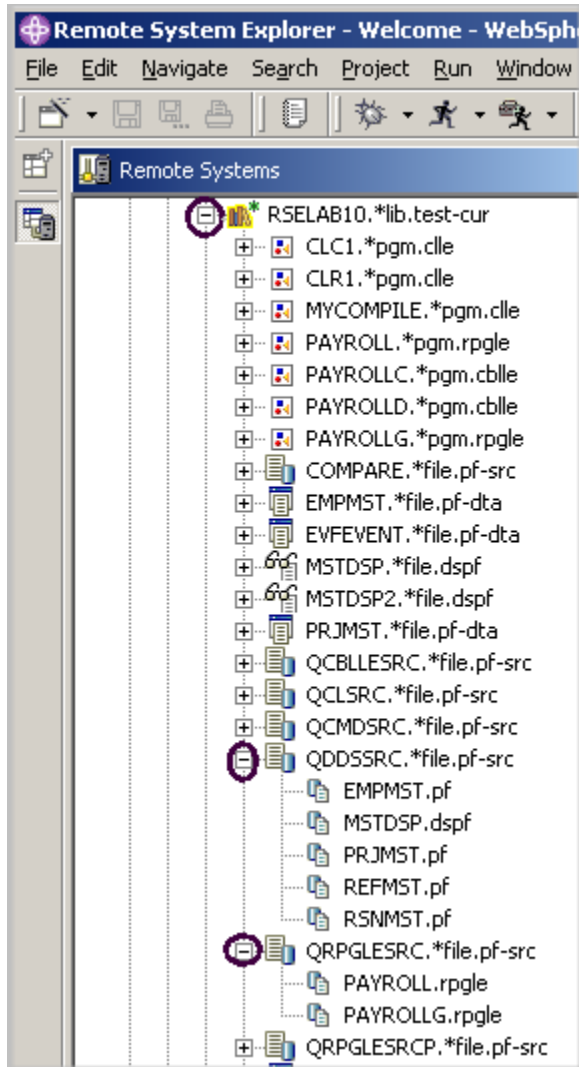 Remote System Explorer - Welcome - WebSph
File Edit Navigate Search Project Run Window
Remote Systems
RSELAB10.*lib.test-cur
CLC1.*pgm.clle
CLR1.*pgm.clle
MYCOMPILE.*pgm.clle
PAYROLL.*pgm.rpgle
PAYROLLC.*pgm.cblle
PAYROLLD.*pgm.cblle
PAYROLLG.*pgm.rpgle
COMPARE.*file.pf-src
EMPMST.*file.pf-dta
EVFEVENT.*file.pf-dta
MSTDSP.*file.dspf
MSTDSP2.*file.dspf
PRJMST.*file.pf-dta
QCBLLESRC.*file.pf-src
QCLSRC.*file.pf-src
QCMDSRC.*file.pf-src
QDDSSRC.*file.pf-src
EMPMST.pf
MSTDSP.dspf
PRJMST.pf
REFMST.pf
RSNMST.pf
QRPGLESRC.*file.pf-src
PAYROLL.rpgle
PAYROLLG.rpgle
QRPGLESRCP.*file.pf-src